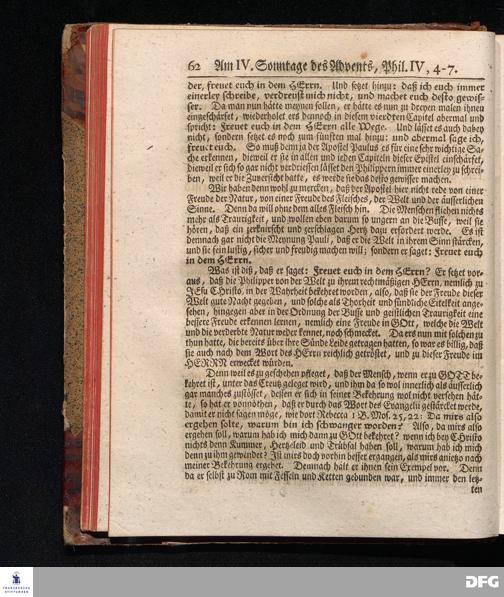 62 Am IV. Sonntage des Advents, Phil. IV, 4-7.
der, freuet euch in dem HErrn. Und setzet hinzu: daß ich euch immer
einerley schreibe, verdreust mich nicht, und machet euch desto gewis-
ser. Da man nun hätte meynen sollen, er hätte es nun zu dreyen malen ihnen
eingeschärfet, wiederholet ers dennoch in diesem vierdten Capitel abermal und
spricht: Freuet euch in dem HErrn alle Wege. Und lässet es auch dabey
nicht, sondern setzet es noch zum fünften mal hinzu: und abermal sage ich,
freuet euch. So muß denn ja der Apostel Paulus es für eine sehr wichtige Sa-
che erkennen, dieweil er sie in allen und ieden Capiteln dieser Epistel einschärfet,
dieweil er sich so gar nicht verdriessen lässet den Philippern immer einerley zu schrei-
ben, weil er die Zuversicht hatte, es werde sie das desto gewisser machen.
Wir haben denn wohl zu mercken, daß der Apostel hier nicht rede von einer
Freude der Natur, von einer Freude des Fleisches, der Welt und der äusserlichen
Sinne. Denn da will ohne dem alles Fleisch hin. Die Menschen fliehen nichts
mehr als Traurigkeit, und wollen eben darum so ungern an die Busse, weil sie
hören, daß ein zerknirscht und zerschlagen Hertz dazu erfordert werde. Es ist
demnach gar nicht die Meynung Pauli, daß er die Welt in ihrem Sinn stärcken,
und sie sein lustig, sicher und freudig machen will; sondern er saget: Freuet euch
in dem HErrn.
Was ist diß, daß er saget: Freuet euch in dem HErrn? Er setzet vor-
aus, daß die Philipper von der Welt zu ihrem rechtmäßigen HErrn, nemlich zu
JEsu CHristo, in der Wahrheit bekehret worden, also, daß sie der Freude dieser
Welt gute Nacht gegeben, und solche als Thorheit und sündliche Eitelkeit ange-
sehen, hingegen aber in der Ordnung der Busse und geistlichen Traurigkeit eine
bessere Freude erkennen lernen, nemlich eine Freude in GOtt, welche die Welt
und die verderbte Natur weder kennet, noch schmecket. Da ers nun mit solchen zu
thun hatte, die bereits über ihre Sünde Leide getragen hatten, so war es billig, daß
sie auch nach dem Wort des HErrn reichlich getröstet, und zu dieser Freude im
HERRN erwecket würden.
Denn weil es zu geschehen pfleget, daß der Mensch, wenn er zu GOTT be-
kehret ist, unter das Creutz geleget wird, und ihm da so wol innerlich als äusserlich
gar manches zustösset, dessen er sich in seiner Bekehrung wol nicht versehen hät-
te, so hat er vonnöthen, daß er durch das Wort des Evangelii gestärcket werde,
damit er nicht sagen möge, wie dort Rebecca 1 B. Mos. 25, 22: Da mirs also
ergehen solte, warum bin ich schwanger worden? Also, da mirs also
ergehen soll, warum hab ich mich dann zu GOtt bekehret? wenn ich bey CHristo
nichts denn Kummer, Hertzeleid und Trübsal haben soll, warum hab ich mich
denn zu ihm gewendet? Ist mirs doch vorhin besser ergangen, als mirs anietzo nach
meiner Bekehrung ergehet. Demnach hält er ihnen sein Exempel vor. Denn
da er selbst zu Rom mit Fesseln und Ketten gebunden war, und immer den letz-
ten
FRANCKESCHE
STIFTUNGEN
DFG